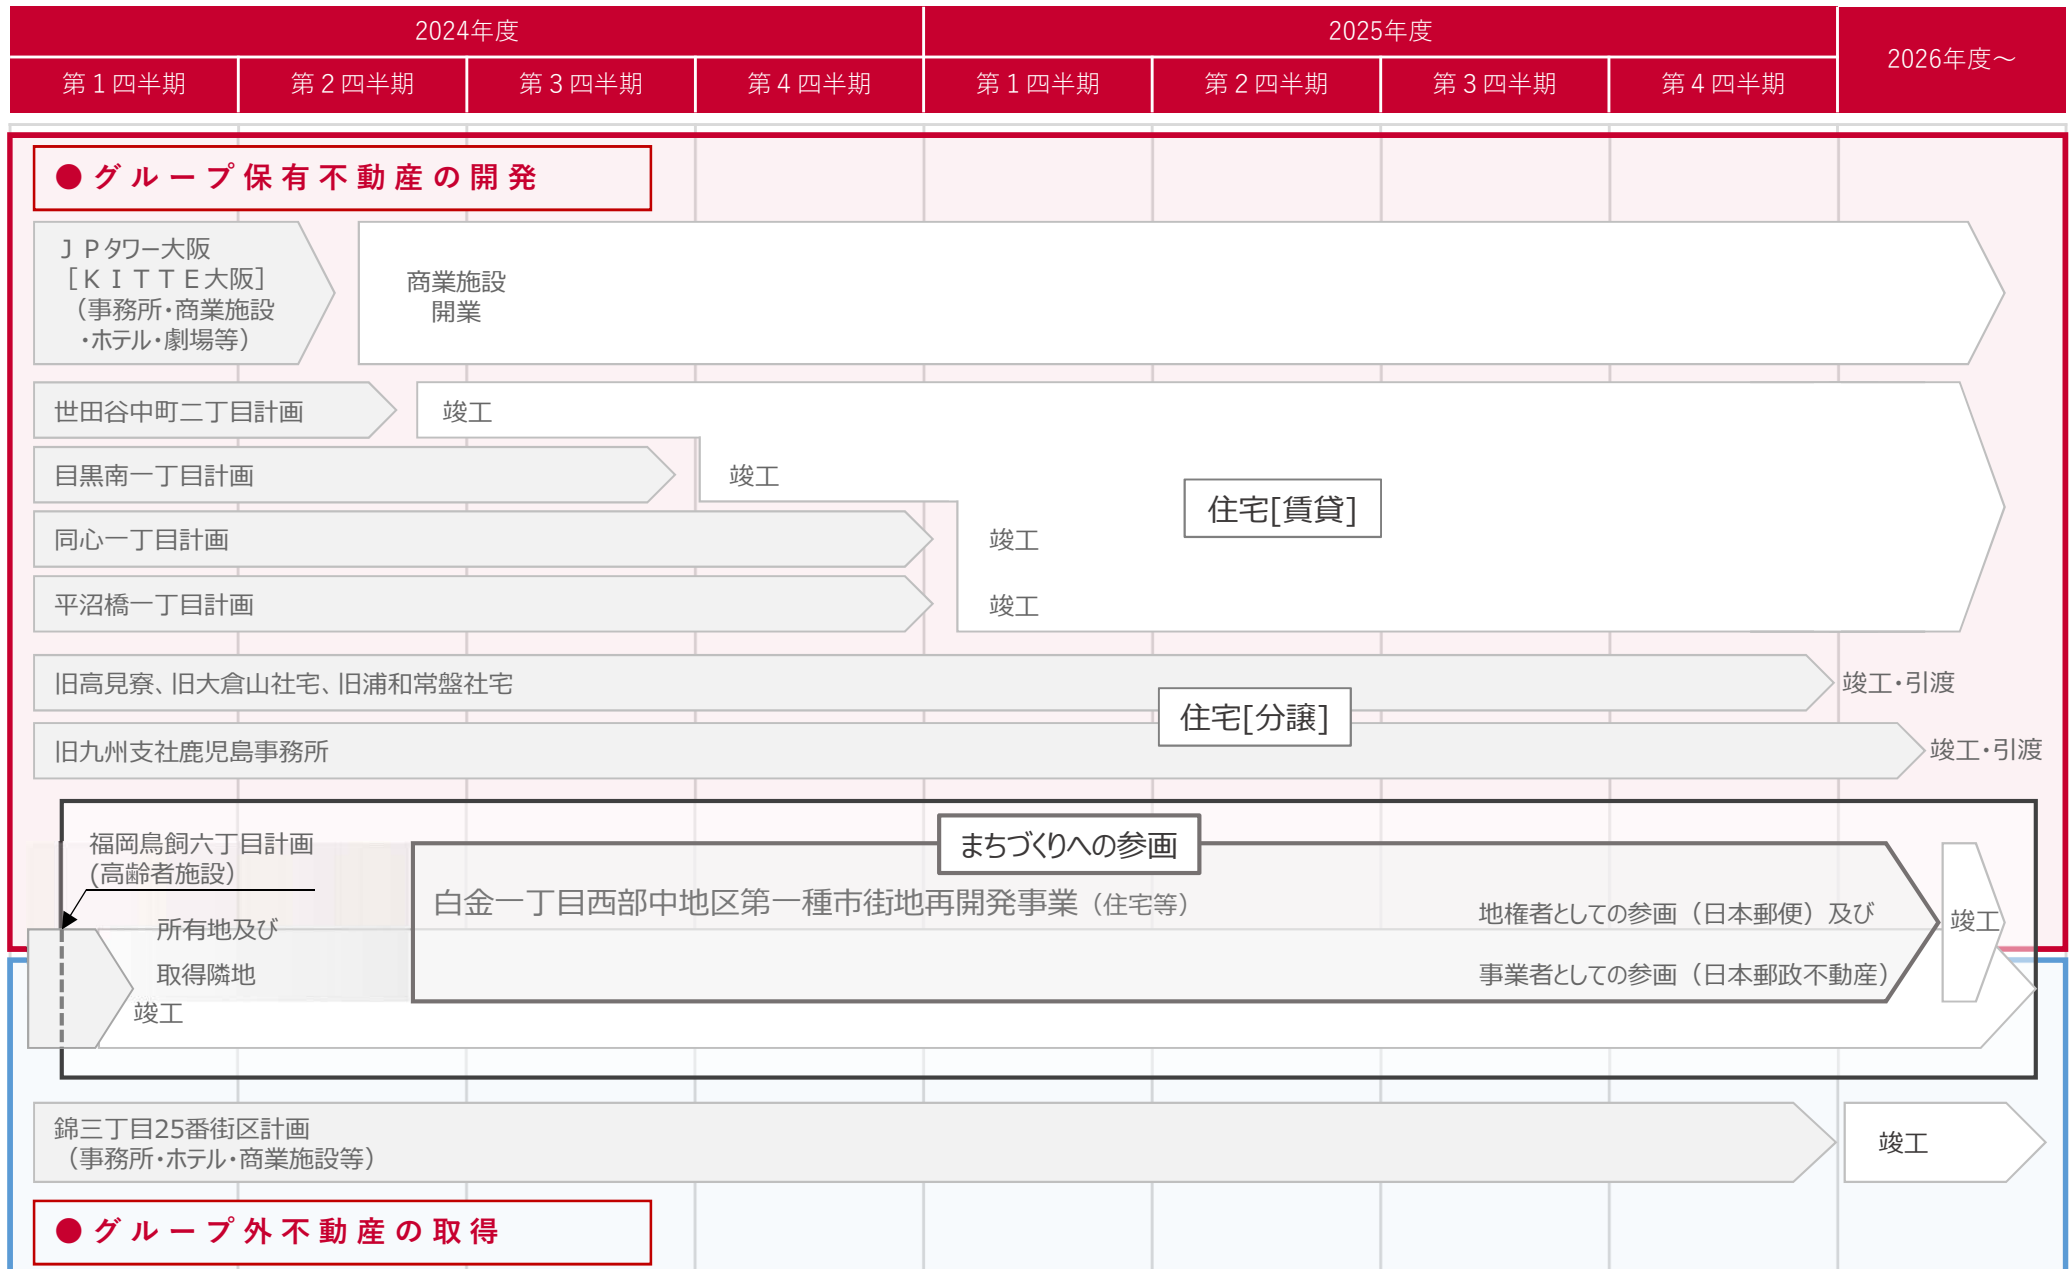 2024年度
2025年度
2026年度～
第１四半期
第２四半期
第３四半期
第４四半期
第１四半期
第２四半期
第３四半期
第４四半期
●グループ保有不動産の開発
ＪＰタワー大阪
［ＫＩＴＴＥ大阪］
（事務所・商業施設
・ホテル・劇場等）
商業施設
開業
世田谷中町二丁目計画
竣工
目黒南一丁目計画
竣工
住宅[賃貸]
同心一丁目計画
竣工
平沼橋一丁目計画
竣工
旧高見寮、旧大倉山社宅、旧浦和常盤社宅
竣工・引渡
住宅[分譲]
旧九州支社鹿児島事務所
竣工・引渡
福岡鳥飼六丁目計画
(高齢者施設）
まちづくりへの参画
白金一丁目西部中地区第一種市街地再開発事業（住宅等）
所有地及び
取得隣地
地権者としての参画（日本郵便）及び
事業者としての参画（日本郵政不動産）
竣工
竣工
錦三丁目25番街区計画
（事務所・ホテル・商業施設等）
竣工
●グループ外不動産の取得